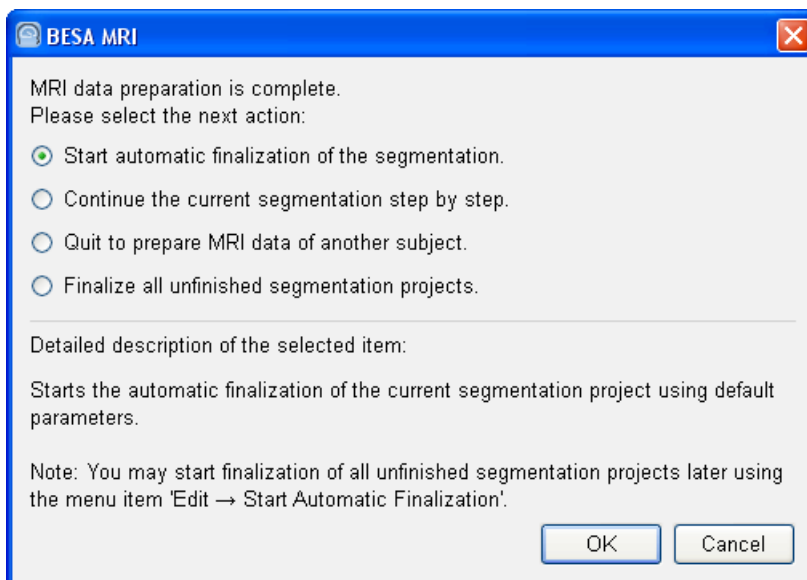 BESA MRI
MRI data preparation is complete.
Please select the next action:
Start automatic finalization of the segmentation.
Continue the current segmentation step by step.
Quit to prepare MRI data of another subject.
Finalize all unfinished segmentation projects.
Detailed description of the selected item:
Starts the automatic finalization of the current segmentation project using default
parameters.
Note: You may start finalization of all unfinished segmentation projects later using
the menu item 'Edit → Start Automatic Finalization'.
OK Cancel